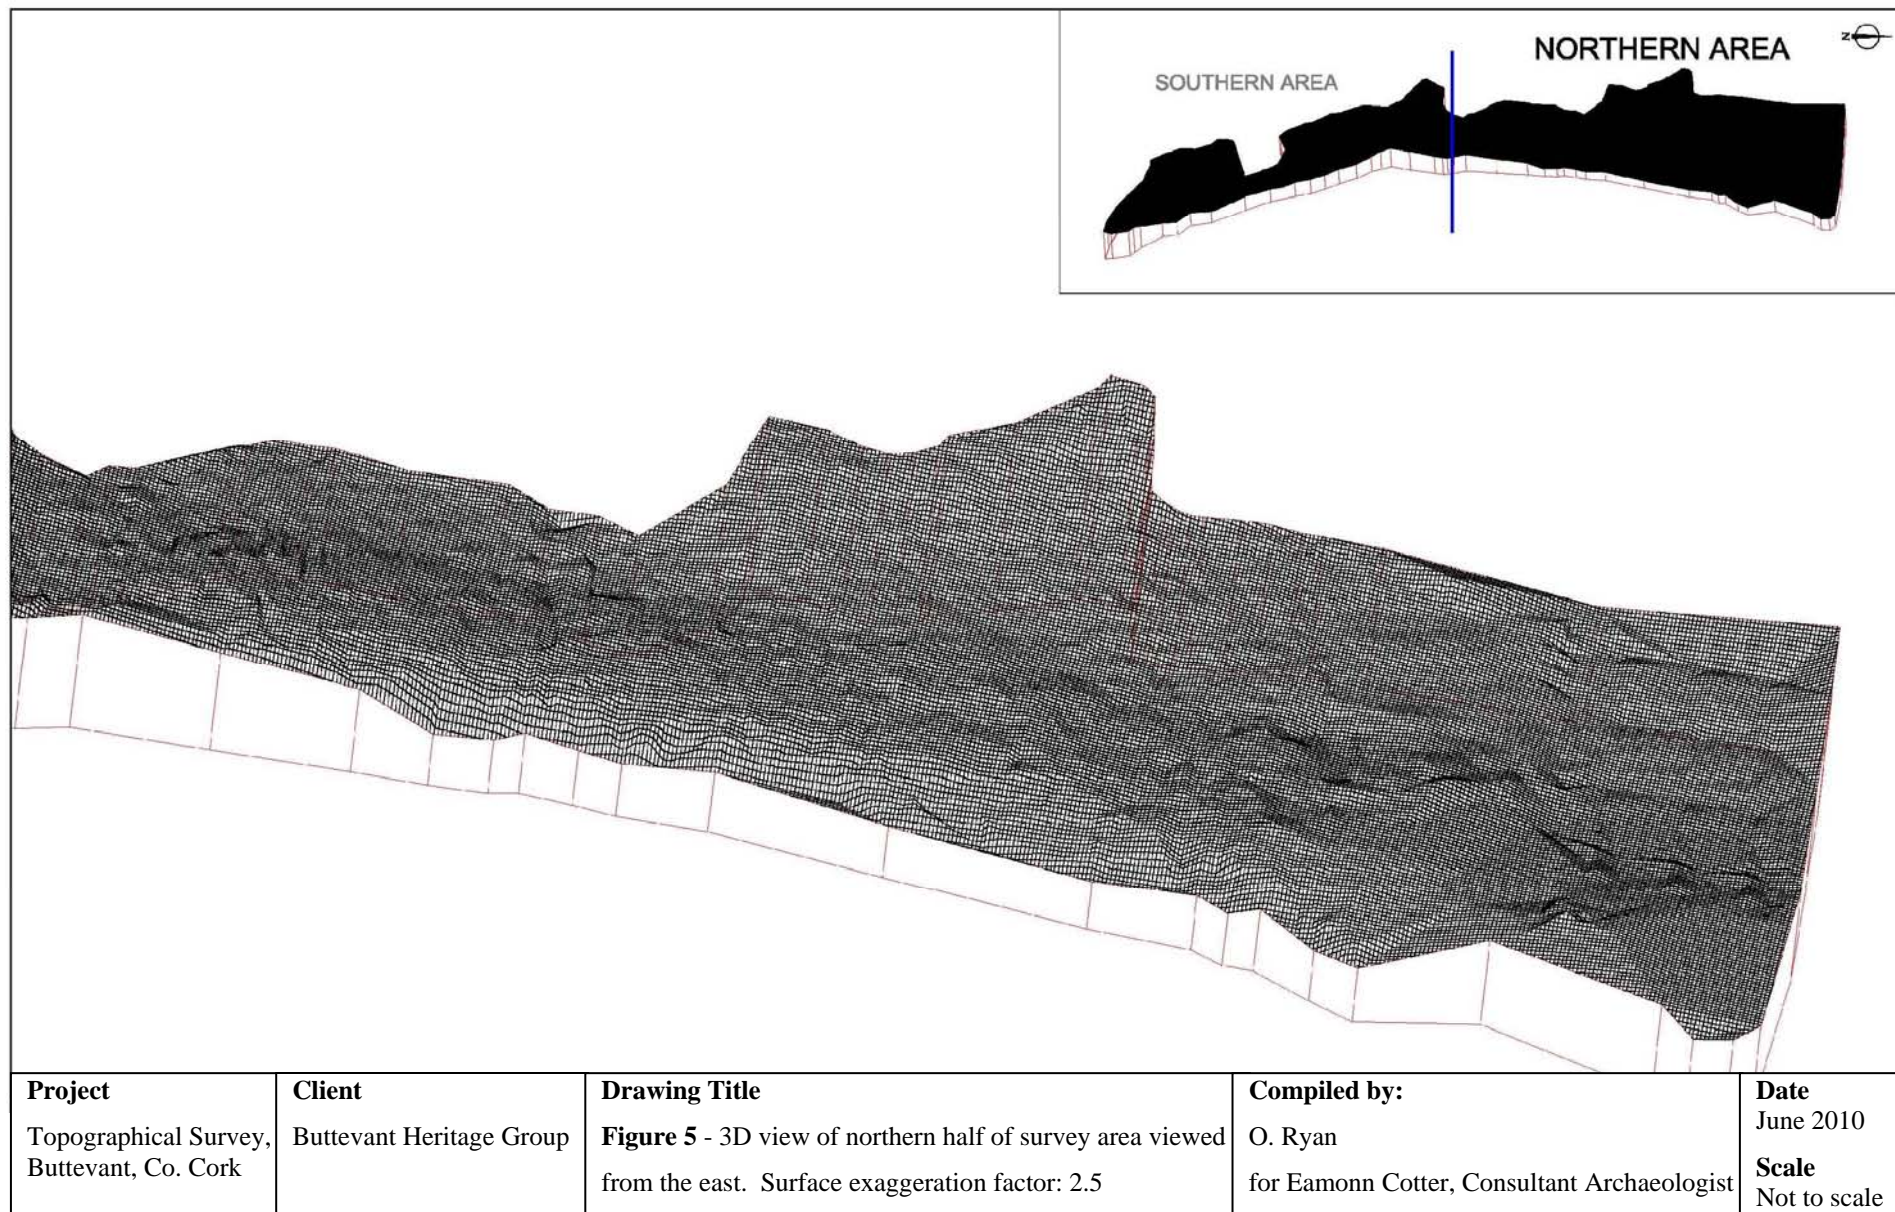 NORTHERN AREA
SOUTHERN AREA
N
Project
Topographical Survey,
Buttevant, Co. Cork
Client
Buttevant Heritage Group
Drawing Title
Figure 5 - 3D view of northern half of survey area viewed
from the east. Surface exaggeration factor: 2.5
Compiled by:
O. Ryan
for Eamonn Cotter, Consultant Archaeologist
Date
June 2010
Scale
Not to scale